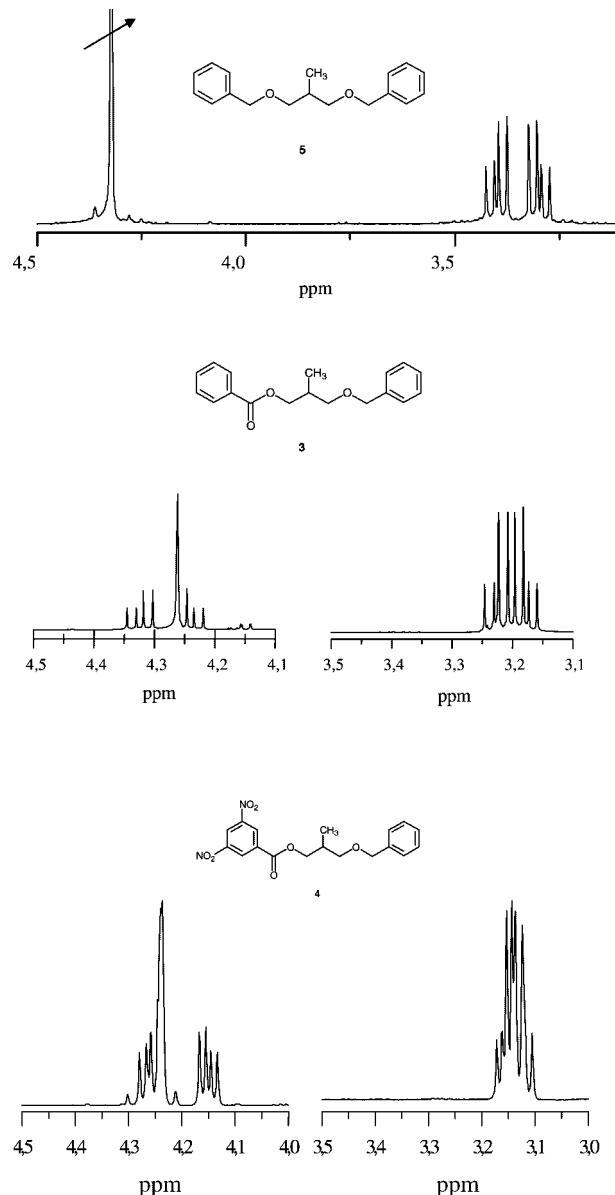 CH3
O O
5
4,5 4,0 3,5
ppm
CH3
O O
O
3
4,5 4,4 4,3 4,2 4,1 3,5 3,4 3,3 3,2 3,1
ppm ppm
NO2
CH3
NO2 O O
O
4
4,5 4,4 4,3 4,2 4,1 4,0 3,5 3,4 3,3 3,2 3,1 3,0
ppm ppm